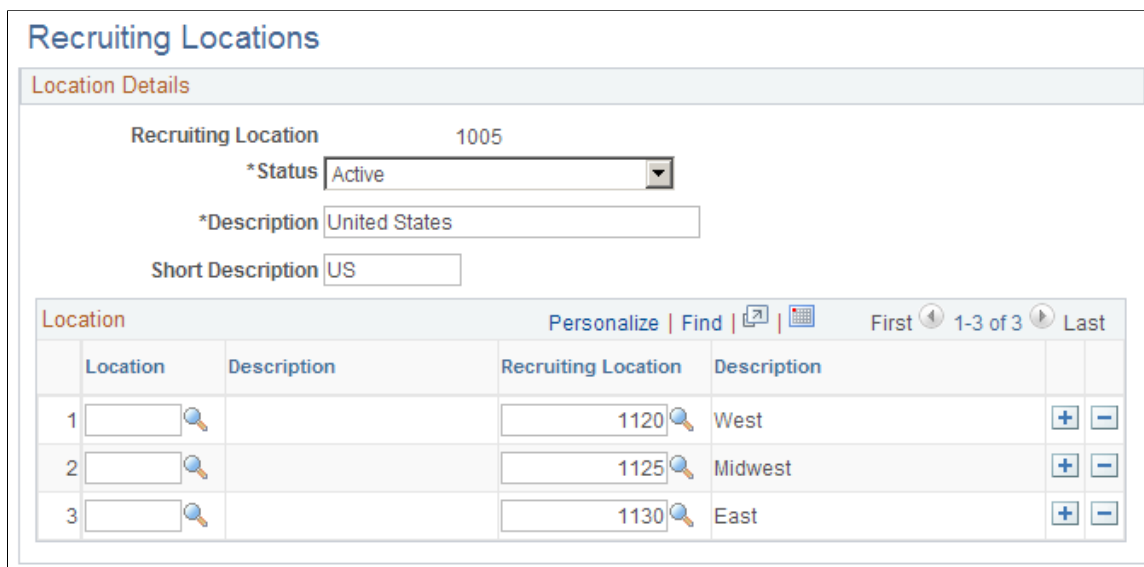 Recruiting Locations
Location Details
Recruiting Location 1005
*Status Active
*Description United States
Short Description US
Location Personalize | Find | | First 1-3 of 3 Last
Location Description Recruiting Location Description
1 1120 West
2 1125 Midwest
3 1130 East